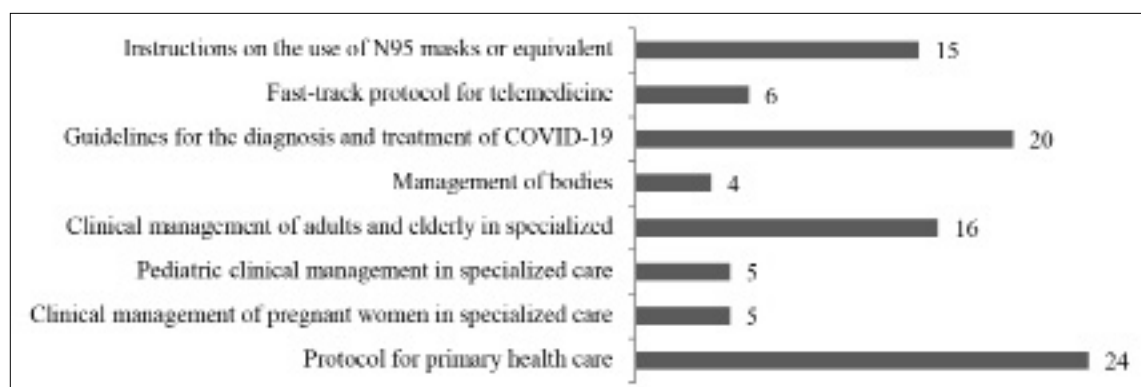 Instructions on the use of N95 masks or equivalent 15
Fast-track protocol for telemedicine 6
Guidelines for the diagnosis and treatment of COVID-19 20
Management of bodies 4
Clinical management of adults and elderly in specialized 16
Pediatric clinical management in specialized care 5
Clinical management of pregnant women in specialized care 5
Protocol for primary health care 24